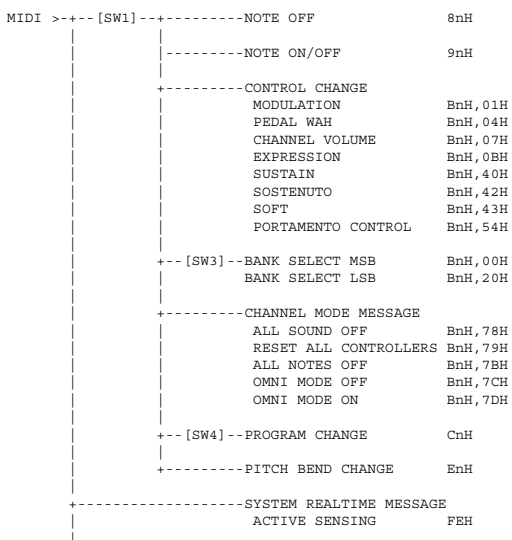 MIDI >-+--[SW1]--+---------NOTE OFF 8nH
|---------NOTE ON/OFF 9nH
+---------CONTROL CHANGE
MODULATION BnH,01H
PEDAL WAH BnH,04H
CHANNEL VOLUME BnH,07H
EXPRESSION BnH,0BH
SUSTAIN BnH,40H
SOSTENUTO BnH,42H
SOFT BnH,43H
PORTAMENTO CONTROL BnH,54H
+--[SW3]--BANK SELECT MSB BnH,00H
BANK SELECT LSB BnH,20H
+---------CHANNEL MODE MESSAGE
ALL SOUND OFF BnH,78H
RESET ALL CONTROLLERS BnH,79H
ALL NOTES OFF BnH,7BH
OMNI MODE OFF BnH,7CH
OMNI MODE ON BnH,7DH
+--[SW4]--PROGRAM CHANGE CnH
+---------PITCH BEND CHANGE EnH
+-------------------SYSTEM REALTIME MESSAGE
ACTIVE SENSING FEH